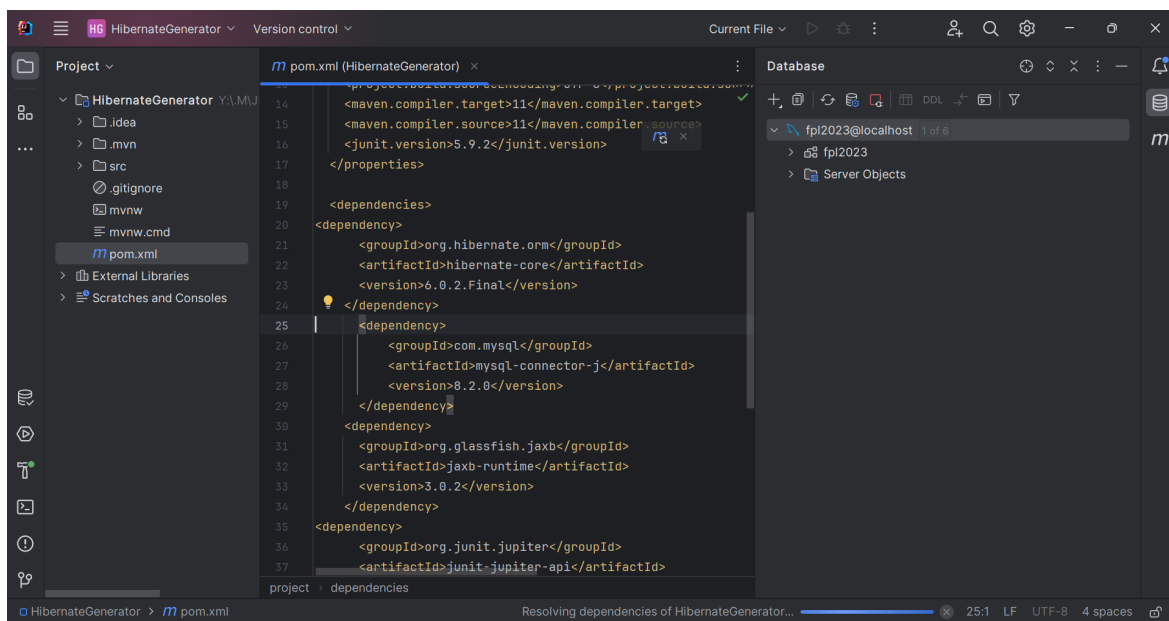 HG HibernateGenerator Version control Current File
Project
pom.xml (HibernateGenerator)
Database
HibernateGenerator Y:\.M\J
.idea
.mvn
src
.gitignore
mvnw
mvnw.cmd
pom.xml
External Libraries
Scratches and Consoles
14 <maven.compiler.target>11</maven.compiler.target>
15 <maven.compiler.source>11</maven.compiler.source>
16 <junit.version>5.9.2</junit.version>
17 </properties>
18
19 <dependencies>
20 <dependency>
21 <groupId>org.hibernate.orm</groupId>
22 <artifactId>hibernate-core</artifactId>
23 <version>6.0.2.Final</version>
24 </dependency>
25 <dependency>
26 <groupId>com.mysql</groupId>
27 <artifactId>mysql-connector-j</artifactId>
28 <version>8.2.0</version>
29 </dependency>
30 <dependency>
31 <groupId>org.glassfish.jaxb</groupId>
32 <artifactId>jaxb-runtime</artifactId>
33 <version>3.0.2</version>
34 </dependency>
35 <dependency>
36 <groupId>org.junit.jupiter</groupId>
37 <artifactId>junit-jupiter-api</artifactId>
project > dependencies
DDL
fpl2023@localhost 1 of 6
fpl2023
Server Objects
HibernateGenerator > pom.xml
Resolving dependencies of HibernateGenerator...
25:1 LF UTF-8 4 spaces